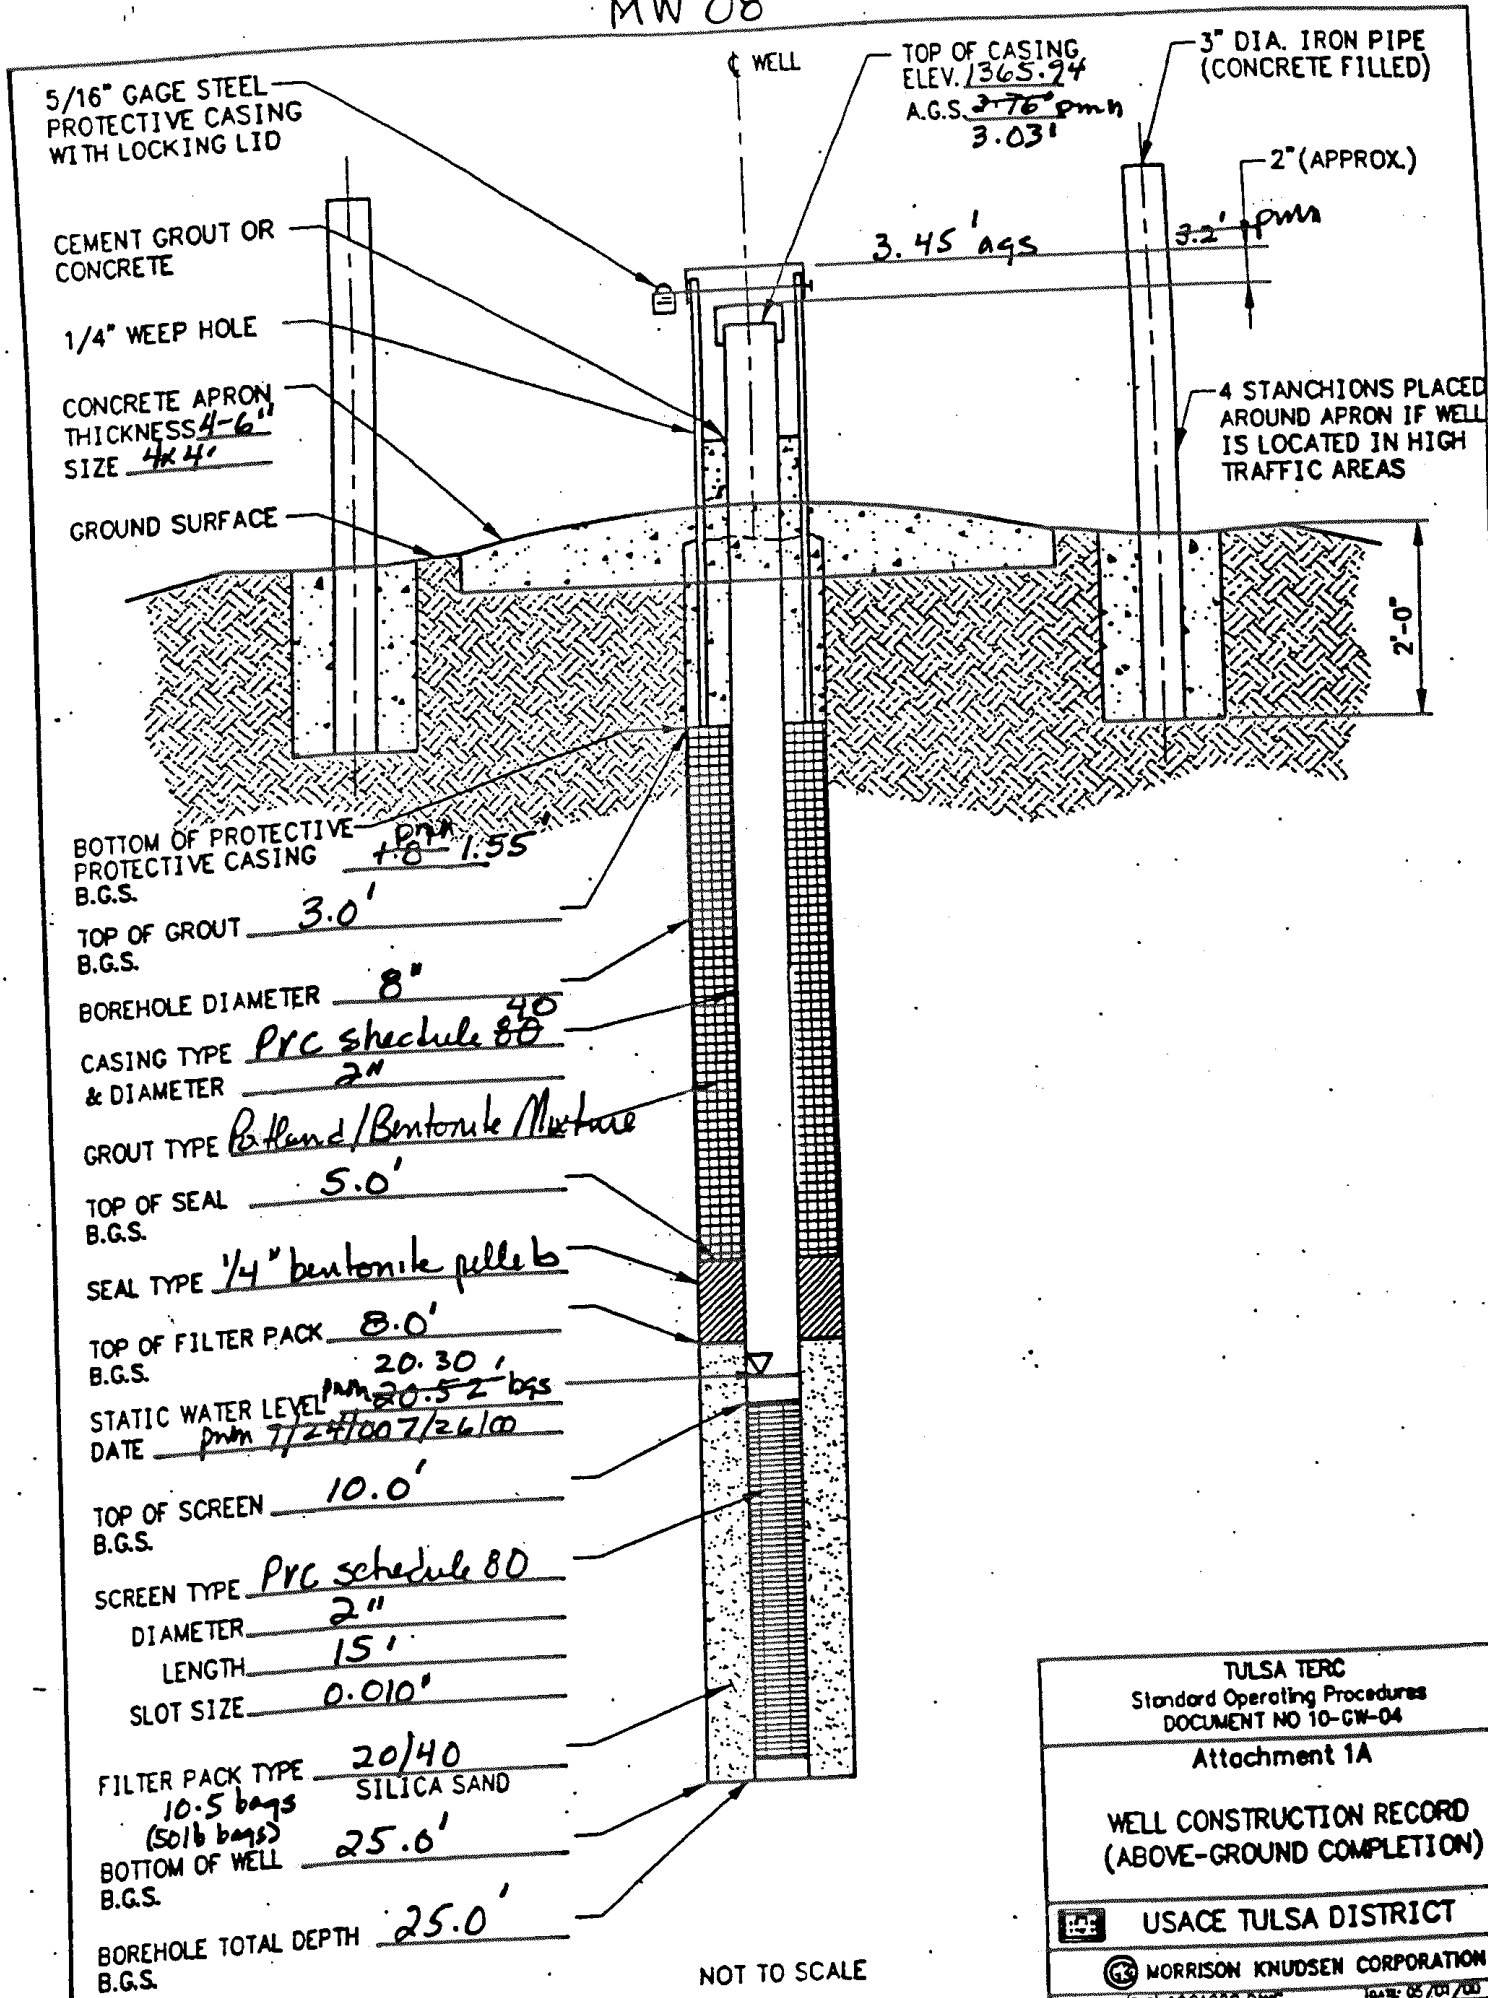 MW 08
5/16" GAGE STEEL
PROTECTIVE CASING
WITH LOCKING LID
CEMENT GROUT OR
CONCRETE
1/4" WEEP HOLE
CONCRETE APRON
THICKNESS 4-6"
SIZE 4x4'
GROUND SURFACE
℄ WELL
TOP OF CASING
ELEV. 1365.94
A.G.S. 3.76' pmn
3.03'
3" DIA. IRON PIPE
(CONCRETE FILLED)
2" (APPROX.)
3.45' ags
3.2' pmn
4 STANCHIONS PLACED
AROUND APRON IF WELL
IS LOCATED IN HIGH
TRAFFIC AREAS
2'-0"
BOTTOM OF PROTECTIVE
PROTECTIVE CASING pmn 1.8 1.55'
B.G.S.
TOP OF GROUT 3.0'
B.G.S.
BOREHOLE DIAMETER 8"
40
CASING TYPE PVC shedule 80
& DIAMETER 2"
GROUT TYPE Portland/Bentonite Mixture
TOP OF SEAL 5.0'
B.G.S.
SEAL TYPE 1/4" bentonite pellets
TOP OF FILTER PACK 8.0'
B.G.S.
20.30'
STATIC WATER LEVEL pmn 20.52 bgs
DATE pmn 7/24/00 7/26/00
TOP OF SCREEN 10.0'
B.G.S.
SCREEN TYPE PVC schedule 80
DIAMETER 2"
LENGTH 15'
SLOT SIZE 0.010"
FILTER PACK TYPE 20/40
SILICA SAND
10.5 bags
(50lb bags)
BOTTOM OF WELL 25.0'
B.G.S.
BOREHOLE TOTAL DEPTH 25.0'
B.G.S.
NOT TO SCALE
TULSA TERC
Standard Operating Procedures
DOCUMENT NO 10-GW-04
Attachment 1A
WELL CONSTRUCTION RECORD
(ABOVE-GROUND COMPLETION)
USACE TULSA DISTRICT
MORRISON KNUDSEN CORPORATION